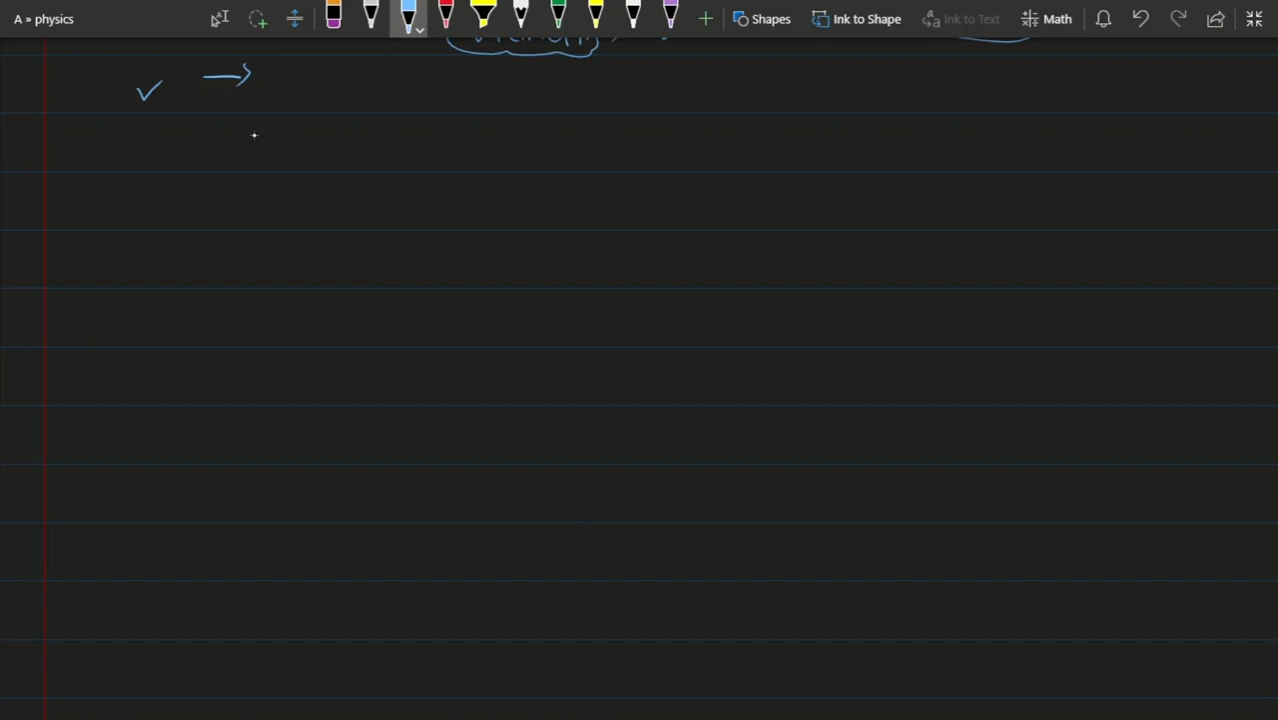 A » physics
Shapes
Ink to Shape
Ink to Text
Math